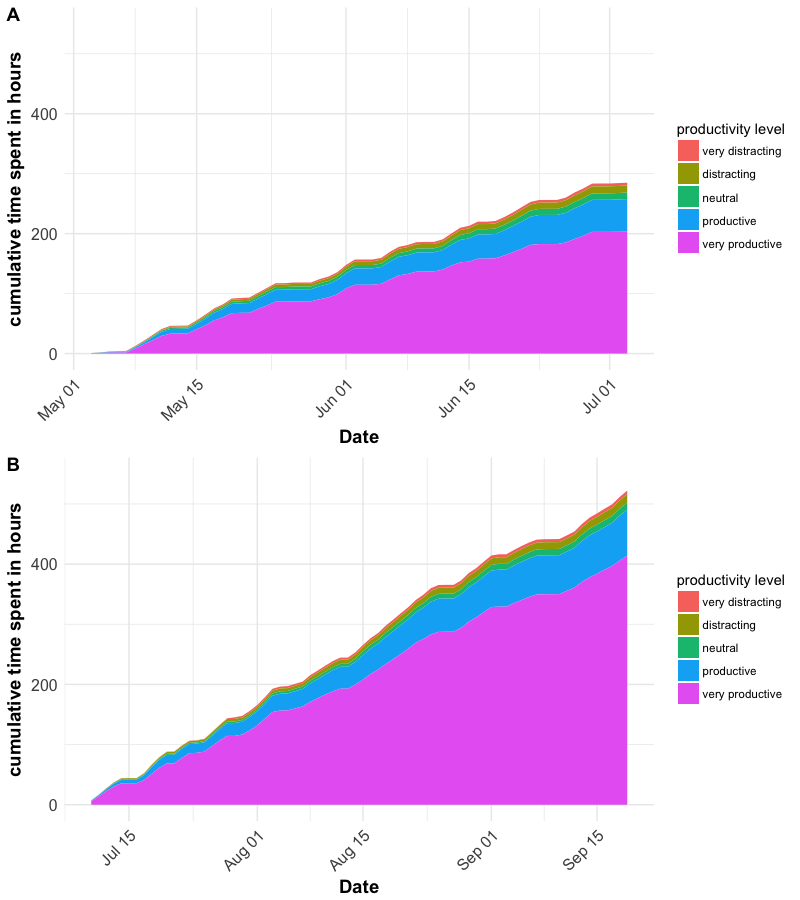 A
cumulative time spent in hours
400
200
0
May 01
May 15
Jun 01
Jun 15
Jul 01
Date
productivity level
very distracting
distracting
neutral
productive
very productive
B
cumulative time spent in hours
400
200
0
Jul 15
Aug 01
Aug 15
Sep 01
Sep 15
Date
productivity level
very distracting
distracting
neutral
productive
very productive